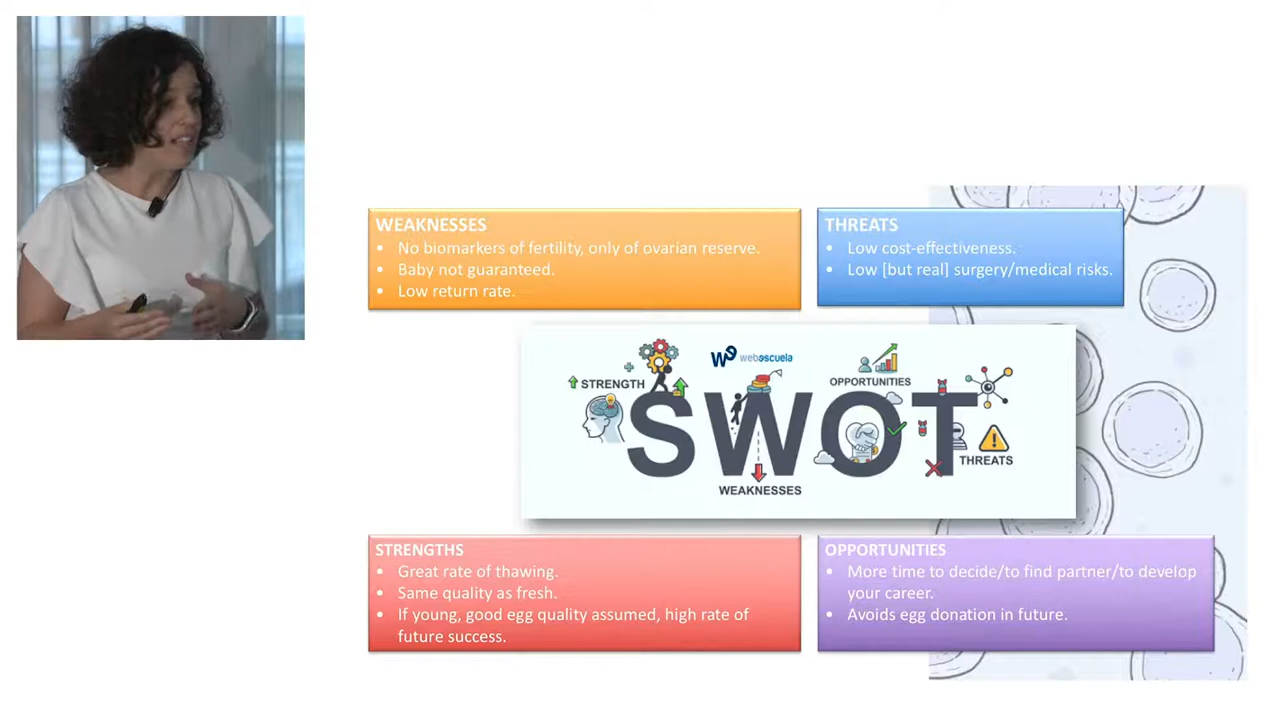 WEAKNESSES
• No biomarkers of fertility, only of ovarian reserve.
• Baby not guaranteed.
• Low return rate.
THREATS
• Low cost-effectiveness.
• Low [but real] surgery/medical risks.
We webescuela
STRENGTH
OPPORTUNITIES
SWOT
THREATS
WEAKNESSES
STRENGTHS
• Great rate of thawing.
• Same quality as fresh.
• If young, good egg quality assumed, high rate of
future success.
OPPORTUNITIES
• More time to decide/to find partner/to develop
your career.
• Avoids egg donation in future.